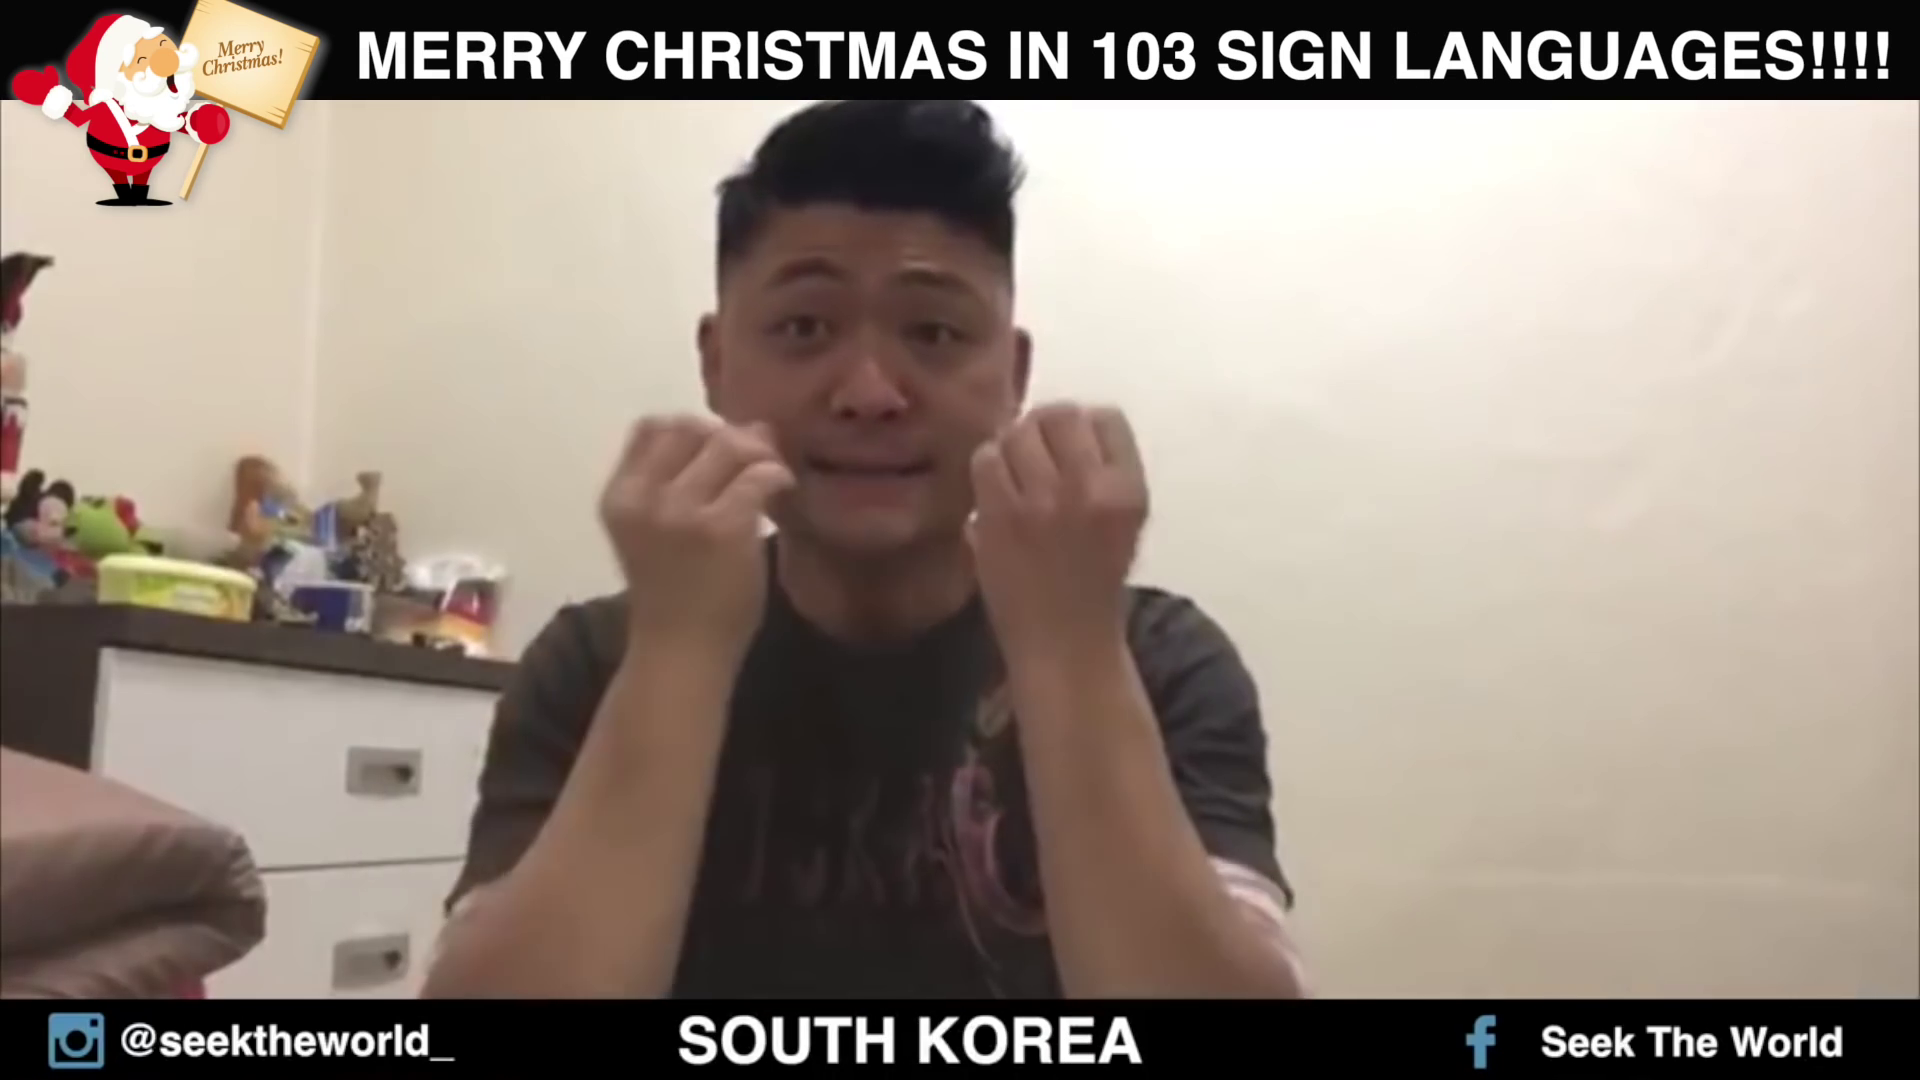 Merry
Christmas!
MERRY CHRISTMAS IN 103 SIGN LANGUAGES!!!!
@seektheworld_
SOUTH KOREA
Seek The World